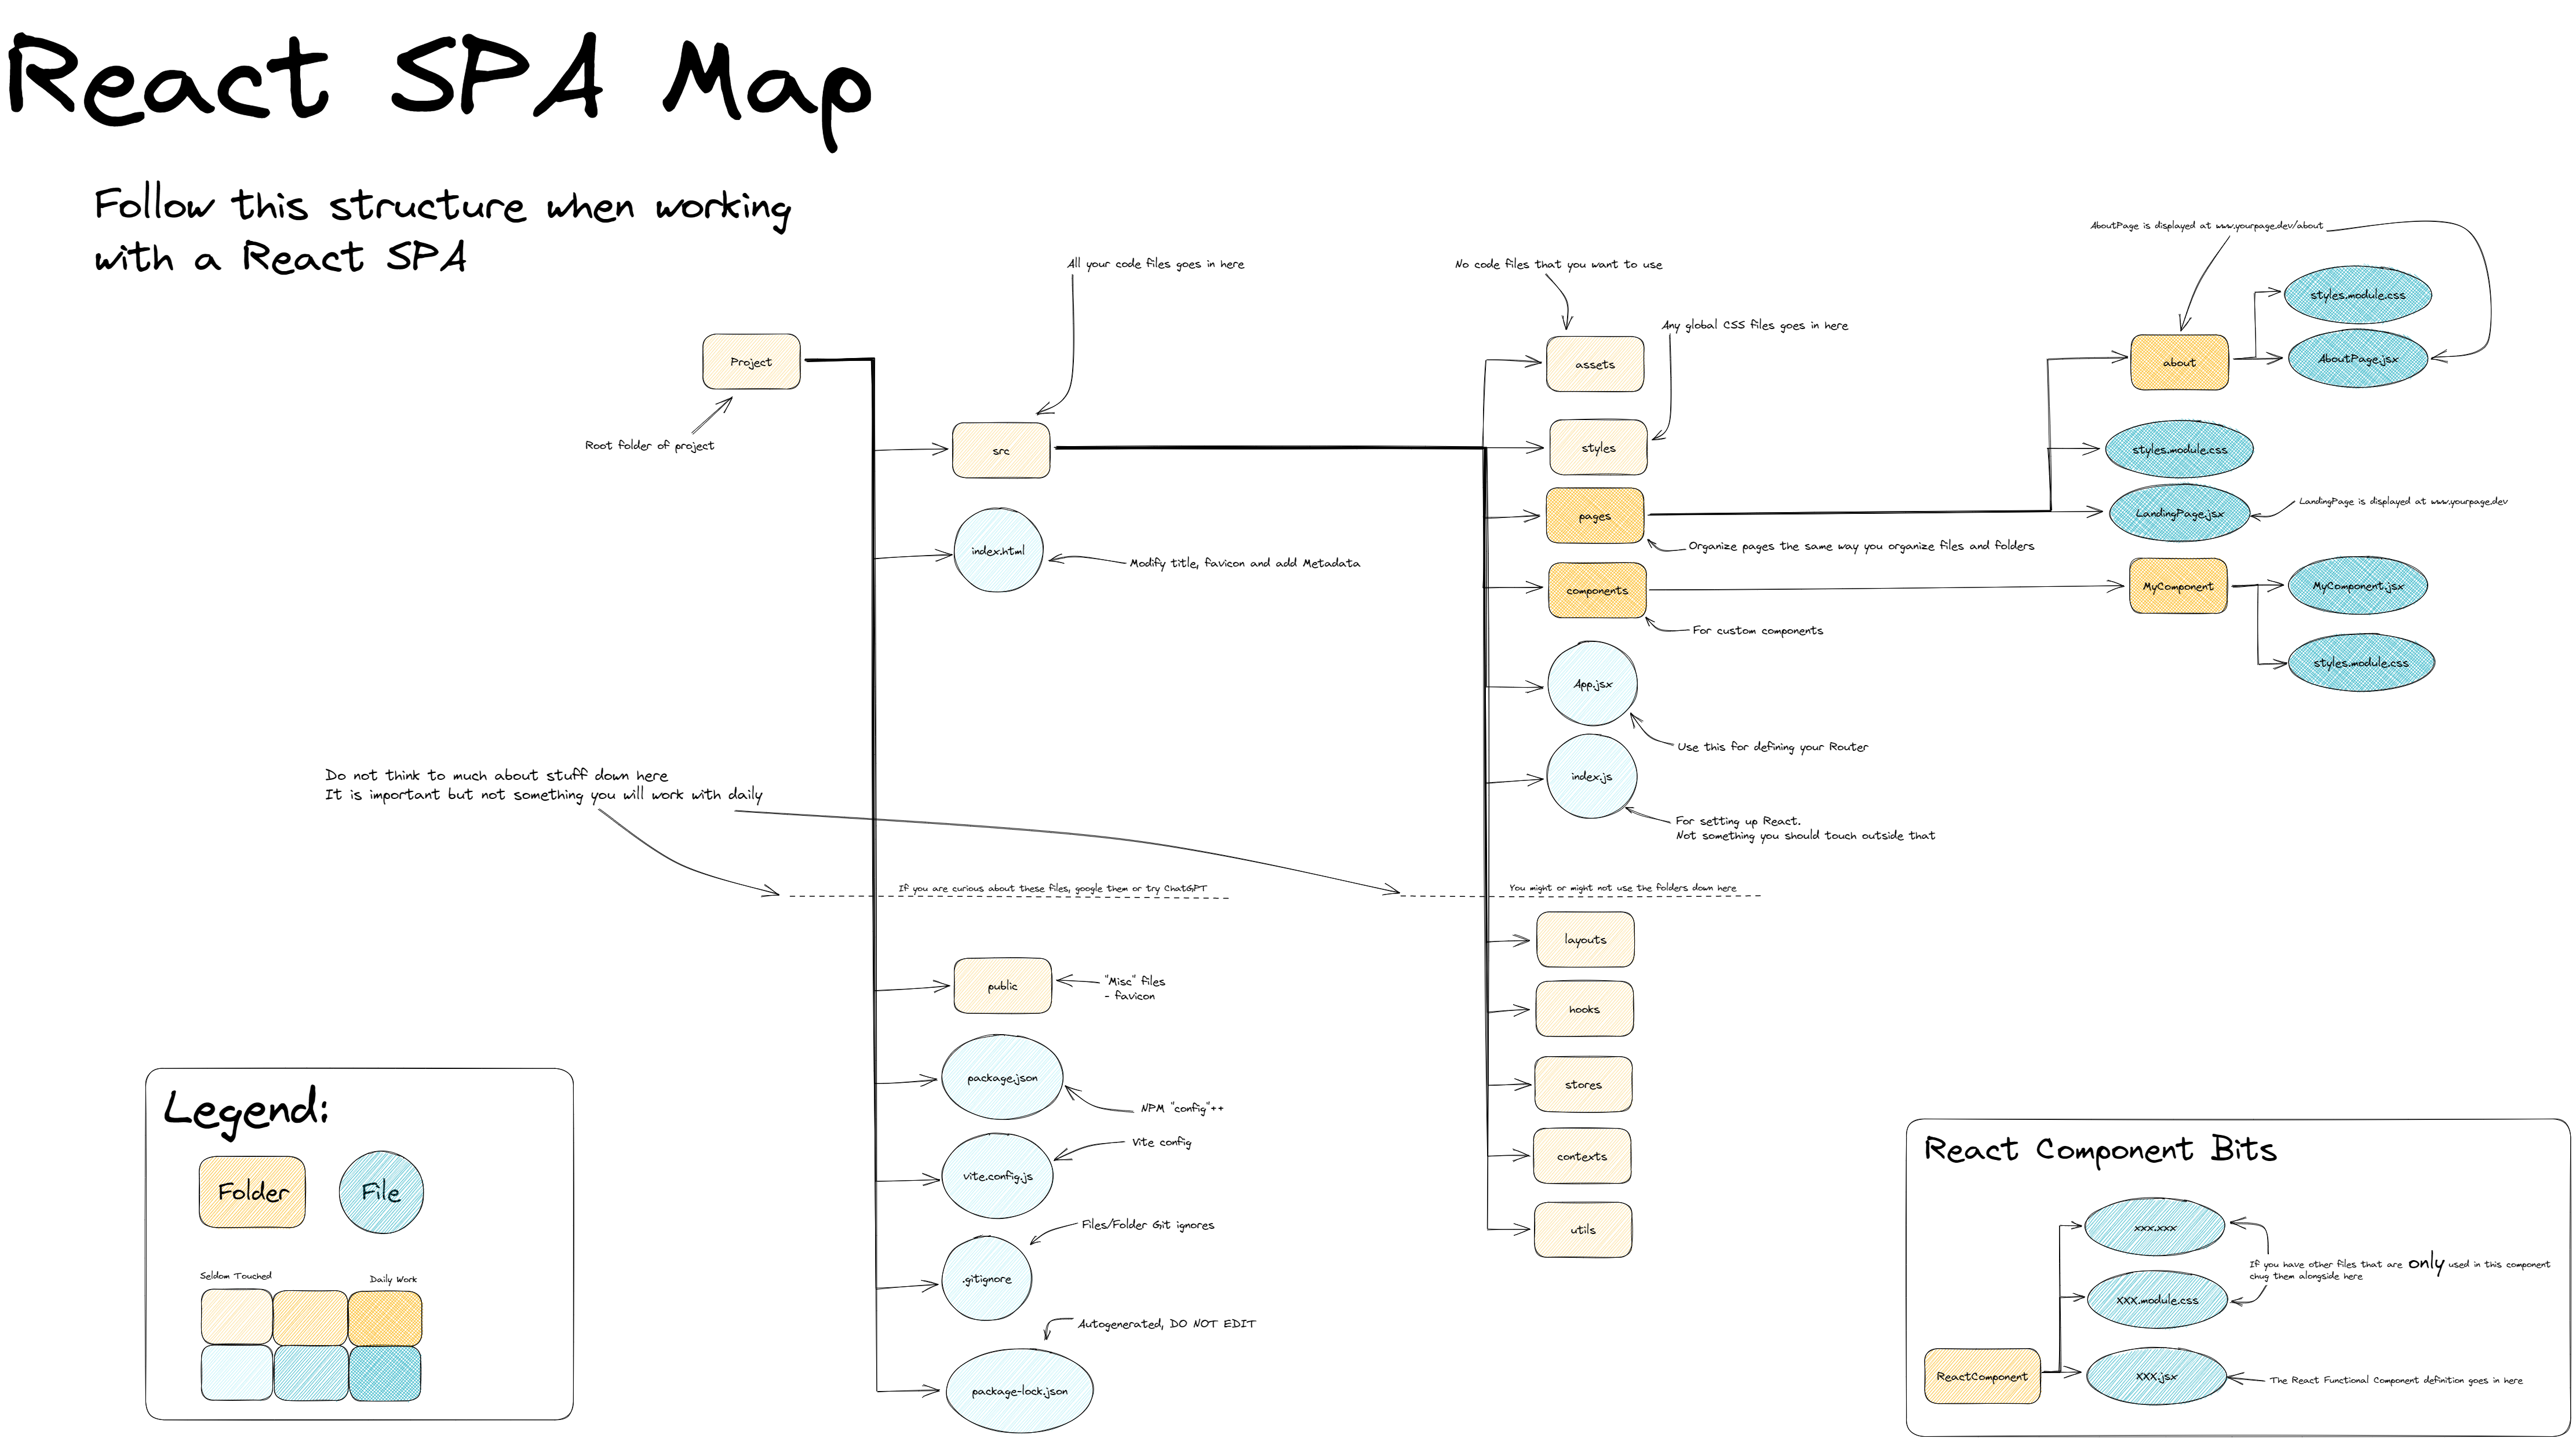 React SPA Map
Follow this structure when working
with a React SPA
AboutPage is displayed at www.yourpage.dev/about
All your code files goes in here
No code files that you want to use
styles.module.css
Any global CSS files goes in here
Project
assets
about
AboutPage.jsx
Root folder of project
src
styles
styles.module.css
pages
LandingPage.jsx
LandingPage is displayed at www.yourpage.dev
index.html
Modify title, favicon and add Metadata
Organize pages the same way you organize files and folders
components
MyComponent
MyComponent.jsx
For custom components
styles.module.css
App.jsx
Use this for defining your Router
Do not think to much about stuff down here
It is important but not something you will work with daily
index.js
For setting up React.
Not something you should touch outside that
If you are curious about these files, google them or try ChatGPT
You might or might not use the folders down here
layouts
public
"Misc" files
- favicon
hooks
package.json
NPM "config"++
stores
Vite config
vite.config.js
contexts
Files/Folder Git ignores
utils
.gitignore
Autogenerated, DO NOT EDIT
package-lock.json
Legend:
Folder
File
Seldom Touched
Daily Work
React Component Bits
xxx.xxx
If you have other files that are only used in this component
chug them alongside here
XXX.module.css
ReactComponent
XXX.jsx
The React Functional Component definition goes in here